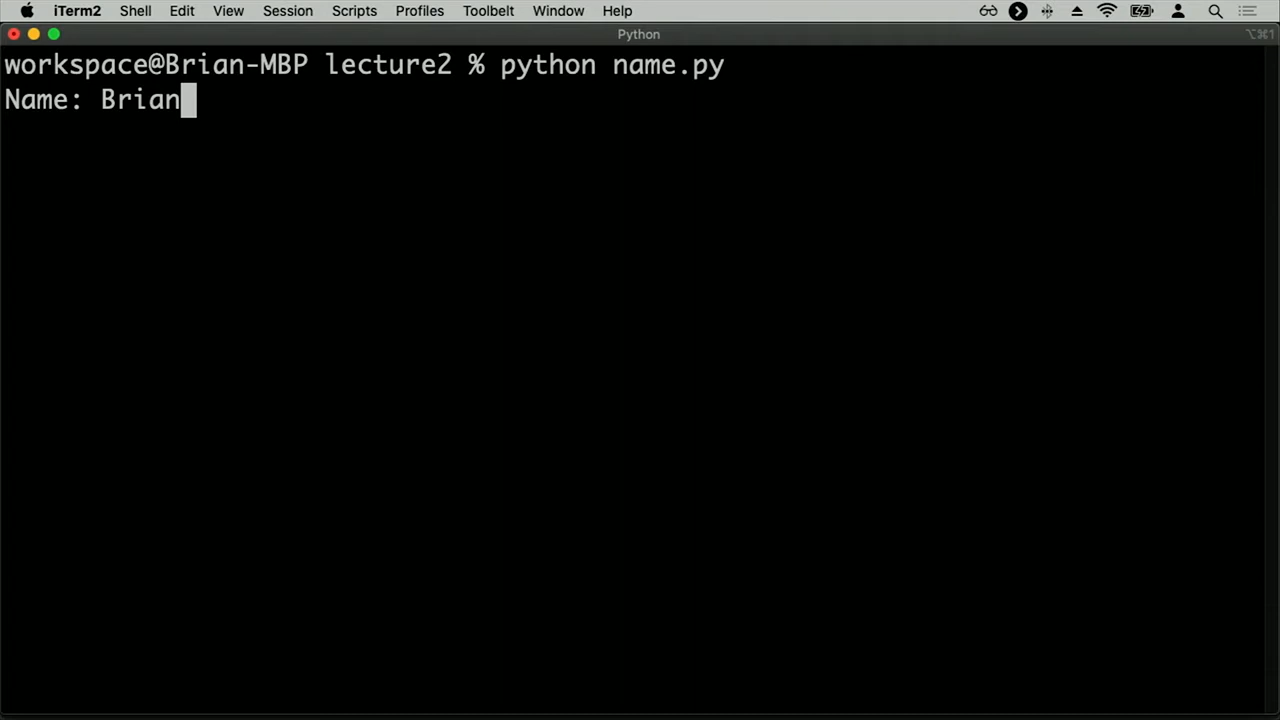 iTerm2 Shell Edit View Session Scripts Profiles Toolbelt Window Help
Python
⌥⌘1
workspace@Brian-MBP lecture2 % python name.py
Name: Brian